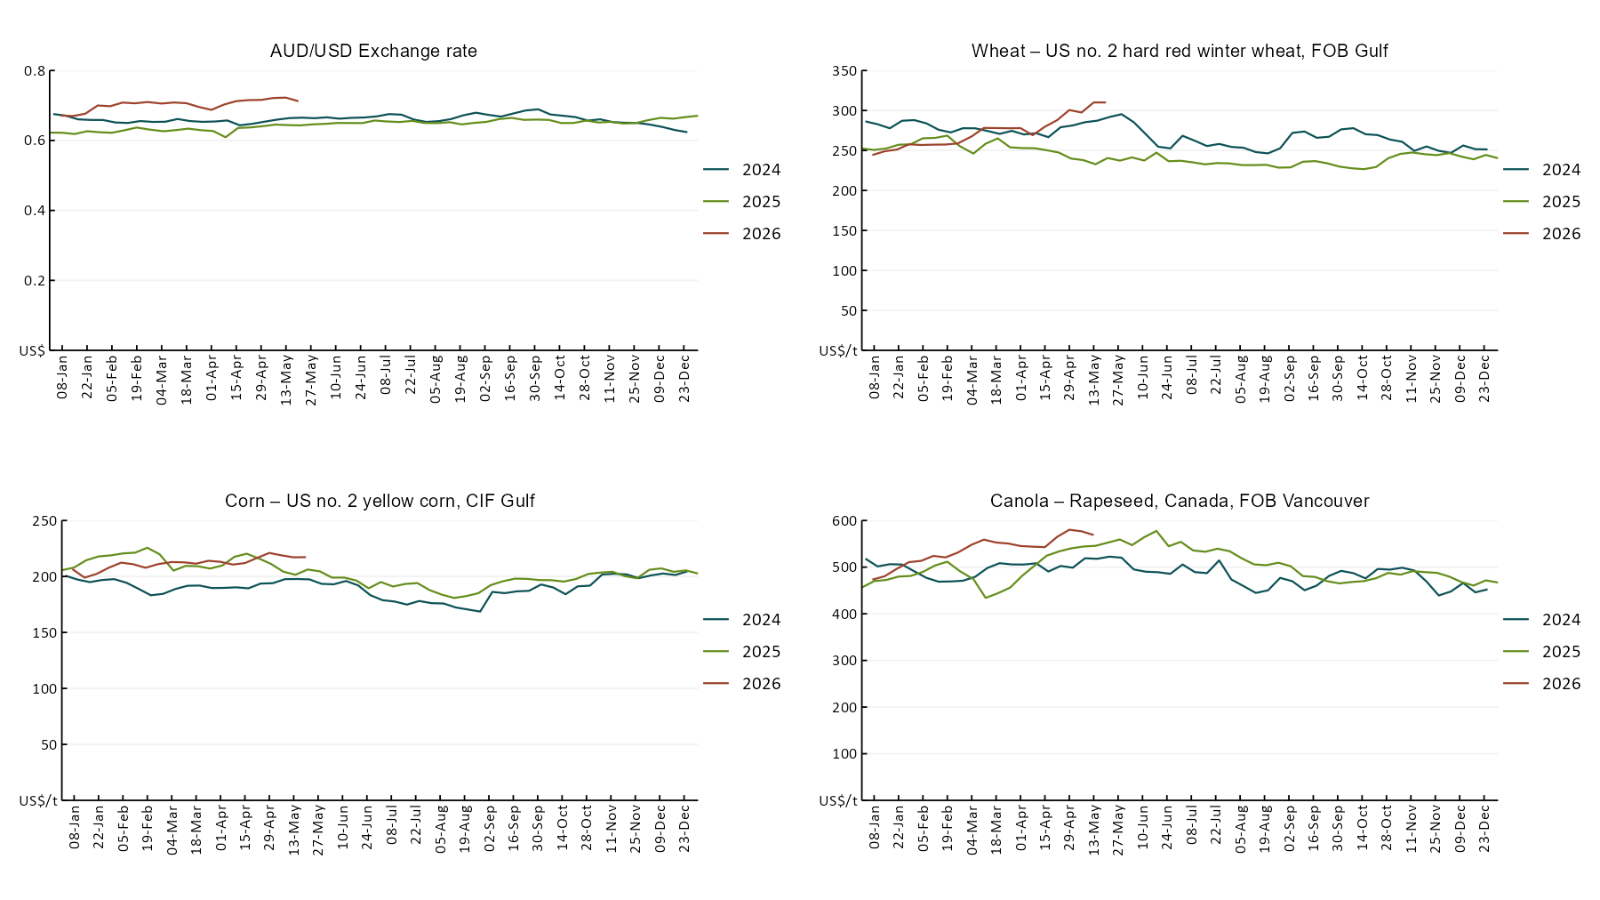 AUD/USD Exchange rate
0.8
0.6
0.4
0.2
US$
08-Jan
22-Jan
05-Feb
19-Feb
04-Mar
18-Mar
01-Apr
15-Apr
29-Apr
13-May
27-May
10-Jun
24-Jun
08-Jul
22-Jul
05-Aug
19-Aug
02-Sep
16-Sep
30-Sep
14-Oct
28-Oct
11-Nov
25-Nov
09-Dec
23-Dec
2024
2025
2026
Wheat – US no. 2 hard red winter wheat, FOB Gulf
350
300
250
200
150
100
50
US$/t
08-Jan
22-Jan
05-Feb
19-Feb
04-Mar
18-Mar
01-Apr
15-Apr
29-Apr
13-May
27-May
10-Jun
24-Jun
08-Jul
22-Jul
05-Aug
19-Aug
02-Sep
16-Sep
30-Sep
14-Oct
28-Oct
11-Nov
25-Nov
09-Dec
23-Dec
2024
2025
2026
Corn – US no. 2 yellow corn, CIF Gulf
250
200
150
100
50
US$/t
08-Jan
22-Jan
05-Feb
19-Feb
04-Mar
18-Mar
01-Apr
15-Apr
29-Apr
13-May
27-May
10-Jun
24-Jun
08-Jul
22-Jul
05-Aug
19-Aug
02-Sep
16-Sep
30-Sep
14-Oct
28-Oct
11-Nov
25-Nov
09-Dec
23-Dec
2024
2025
2026
Canola – Rapeseed, Canada, FOB Vancouver
600
500
400
300
200
100
US$/t
08-Jan
22-Jan
05-Feb
19-Feb
04-Mar
18-Mar
01-Apr
15-Apr
29-Apr
13-May
27-May
10-Jun
24-Jun
08-Jul
22-Jul
05-Aug
19-Aug
02-Sep
16-Sep
30-Sep
14-Oct
28-Oct
11-Nov
25-Nov
09-Dec
23-Dec
2024
2025
2026